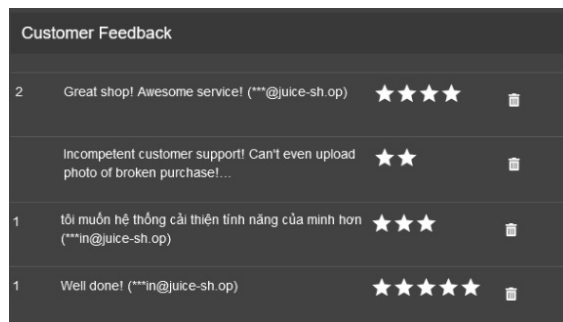 Customer Feedback
2 Great shop! Awesome service! (***@juice-sh.op)
Incompetent customer support! Can't even upload
photo of broken purchase!...
1 tôi muốn hệ thống cải thiện tính năng của minh hơn
(***in@juice-sh.op)
1 Well done! (***in@juice-sh.op)